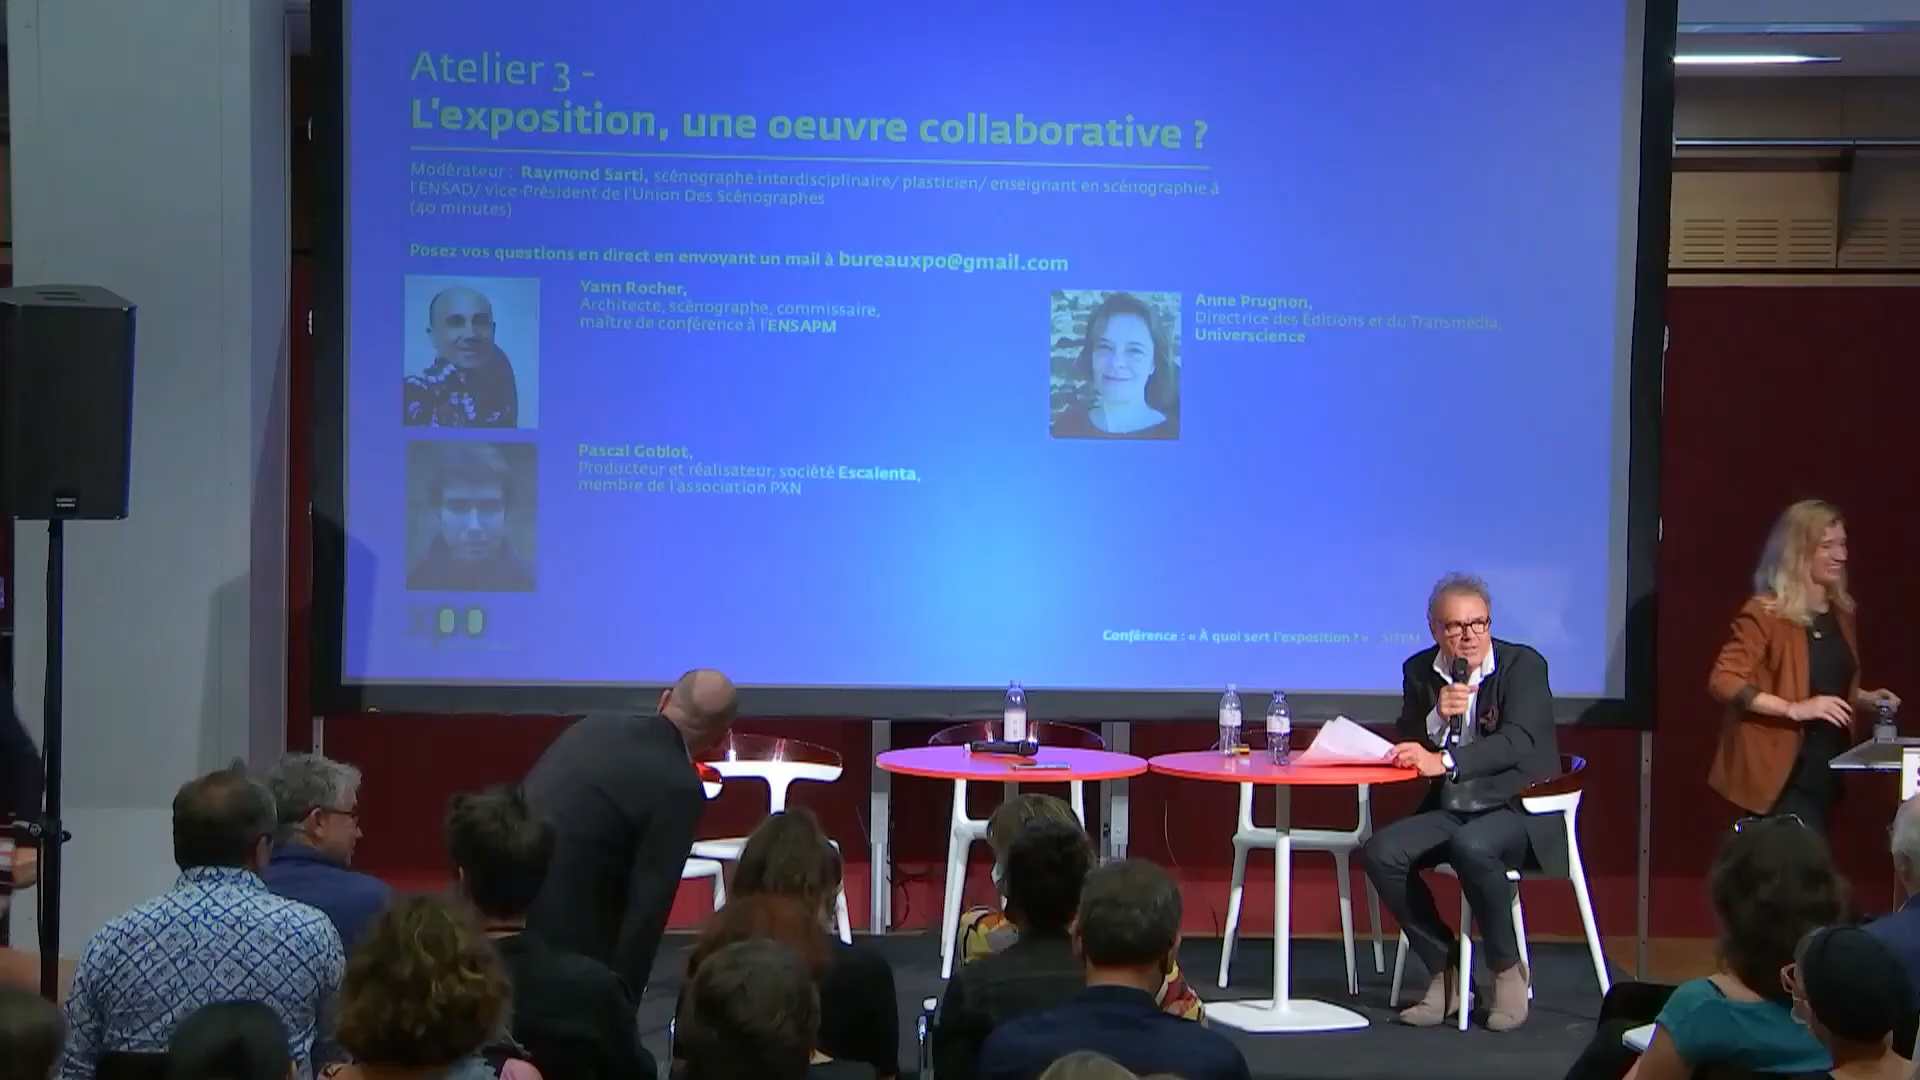 Atelier 3 -
L'exposition, une oeuvre collaborative ?
Modérateur : Raymond Sarti, scénographe interdisciplinaire/ plasticien/ enseignant en scénographie à
l'ENSAD/ vice-Président de l'Union Des Scénographes
(40 minutes)
Posez vos questions en direct en envoyant un mail à bureauxpo@gmail.com
Yann Rocher,
Architecte, scénographe, commissaire,
maître de conférence à l'ENSAPM
Anne Prugnon,
Directrice des Éditions et du Transmédia,
Universcience
Pascal Goblot,
Producteur et réalisateur, société Escalenta,
membre de l'association PXN
xpo
Conférence : « À quoi sert l'exposition ? » - SITEM